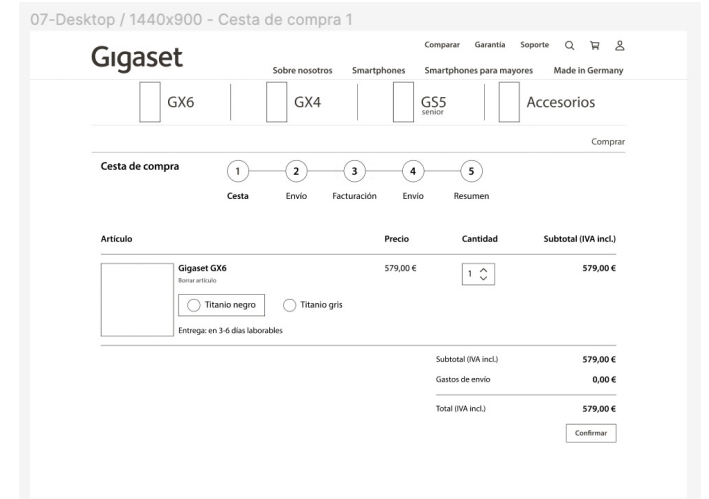 07-Desktop / 1440x900 - Cesta de compra 1
Gigaset
Comparar Garantía Soporte
Sobre nosotros Smartphones Smartphones para mayores Made in Germany
GX6 GX4 GS5 Accesorios
senior
Comprar
Cesta de compra 1 2 3 4 5
Cesta Envío Facturación Envío Resumen
Artículo Precio Cantidad Subtotal (IVA incl.)
Gigaset GX6 579,00 € 1 579,00 €
Borrar artículo
Titanio negro Titanio gris
Entrega: en 3-6 días laborables
Subtotal (IVA incl.) 579,00 €
Gastos de envío 0,00 €
Total (IVA incl.) 579,00 €
Confirmar